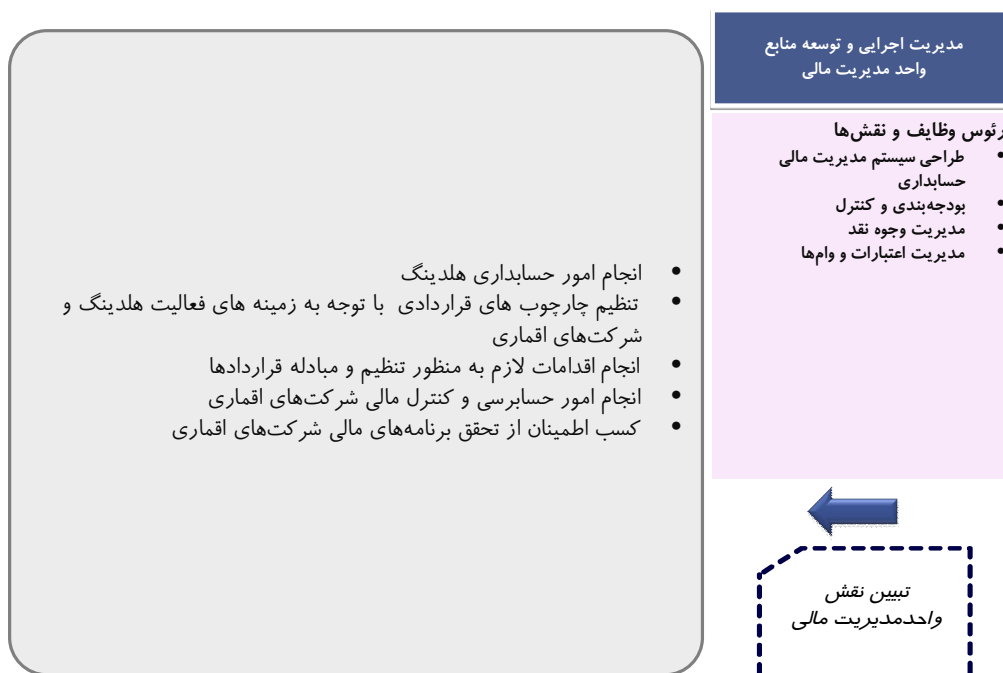 مدیریت اجرایی و توسعه منابع
واحد مدیریت مالی
رئوس وظایف و نقش‌ها
• طراحی سیستم مدیریت مالی
حسابداری
• بودجه‌بندی و کنترل
• مدیریت وجوه نقد
• مدیریت اعتبارات و وام‌ها
• انجام امور حسابداری هلدینگ
• تنظیم چارچوب های قراردادی با توجه به زمینه های فعالیت هلدینگ و
شرکت‌های اقماری
• انجام اقدامات لازم به منظور تنظیم و مبادله قراردادها
• انجام امور حسابرسی و کنترل مالی شرکت‌های اقماری
• کسب اطمینان از تحقق برنامه‌های مالی شرکت‌های اقماری
تبیین نقش
واحدمدیریت مالی